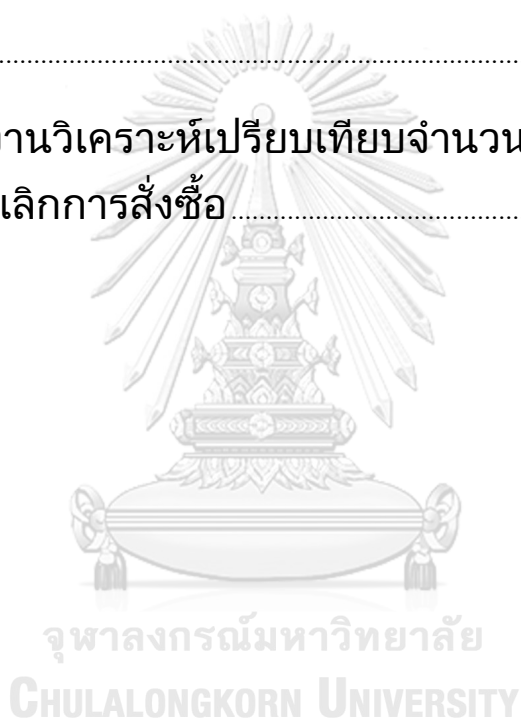 ........................................................................
งานวิเคราะห์เปรียบเทียบจำนวน
เลิกการสั่งซื้อ........................................
จุฬาลงกรณ์มหาวิทยาลัย
CHULALONGKORN UNIVERSITY